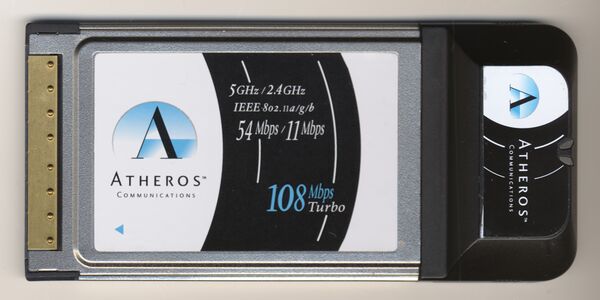 A
ATHEROS™
COMMUNICATIONS
5GHz / 2.4GHz
IEEE 802.11a/g/b
54 Mbps / 11 Mbps
108 Mbps
Turbo
A
ATHEROS™
COMMUNICATIONS